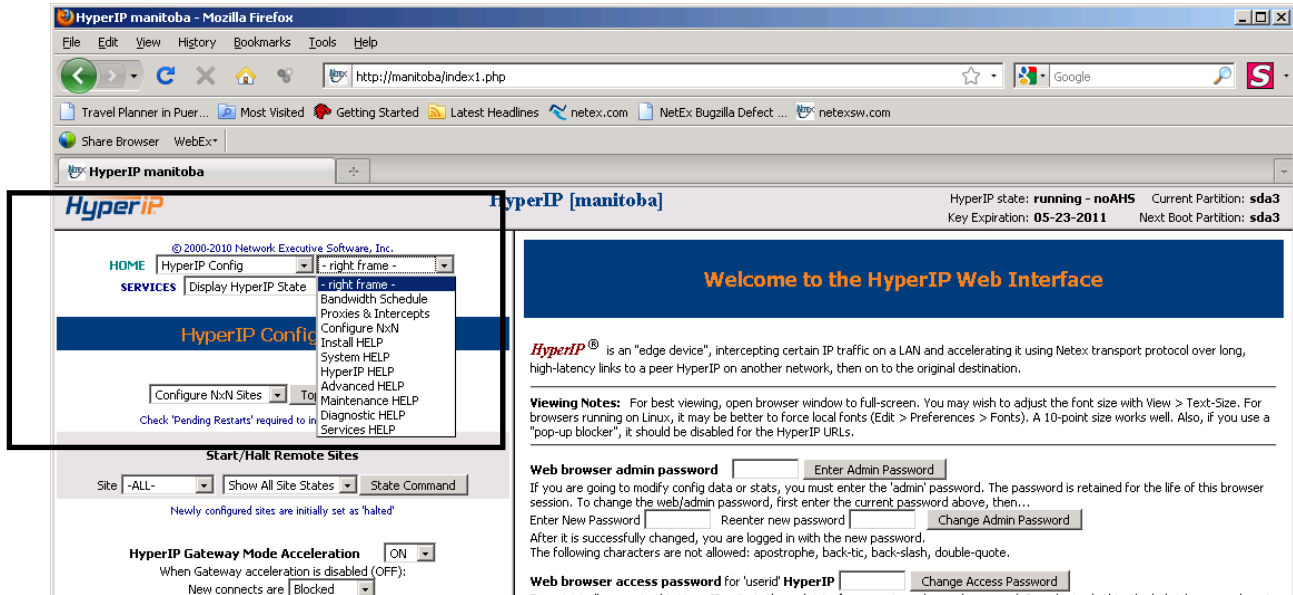 HyperIP manitoba - Mozilla Firefox
File Edit View History Bookmarks Tools Help
http://manitoba/index1.php
Google
S
Travel Planner in Puer... Most Visited Getting Started Latest Headlines netex.com NetEx Bugzilla Defect ... netexsw.com
Share Browser WebEx
HyperIP manitoba
HyperIP
HyperIP [manitoba]
HyperIP state: running - noAHS Current Partition: sda3
Key Expiration: 05-23-2011 Next Boot Partition: sda3
© 2000-2010 Network Executive Software, Inc.
HOME HyperIP Config - right frame -
SERVICES Display HyperIP State
- right frame -
Bandwidth Schedule
Proxies & Intercepts
Configure NxN
Install HELP
System HELP
HyperIP HELP
Advanced HELP
Maintenance HELP
Diagnostic HELP
Services HELP
HyperIP Config
Configure NxN Sites
Check 'Pending Restarts' required to in
Start/Halt Remote Sites
Site -ALL- Show All Site States State Command
Newly configured sites are initially set as 'halted'
HyperIP Gateway Mode Acceleration ON
When Gateway acceleration is disabled (OFF):
New connects are Blocked
Welcome to the HyperIP Web Interface
HyperIP ® is an "edge device", intercepting certain IP traffic on a LAN and accelerating it using Netex transport protocol over long,
high-latency links to a peer HyperIP on another network, then on to the original destination.
Viewing Notes: For best viewing, open browser window to full-screen. You may wish to adjust the font size with View > Text-Size. For
browsers running on Linux, it may be better to force local fonts (Edit > Preferences > Fonts). A 10-point size works well. Also, if you use a
"pop-up blocker", it should be disabled for the HyperIP URLs.
Web browser admin password Enter Admin Password
If you are going to modify config data or stats, you must enter the 'admin' password. The password is retained for the life of this browser
session. To change the web/admin password, first enter the current password above, then...
Enter New Password Reenter new password Change Admin Password
After it is successfully changed, you are logged in with the new password.
The following characters are not allowed: apostrophe, back-tic, back-slash, double-quote.
Web browser access password for 'userid' HyperIP Change Access Password